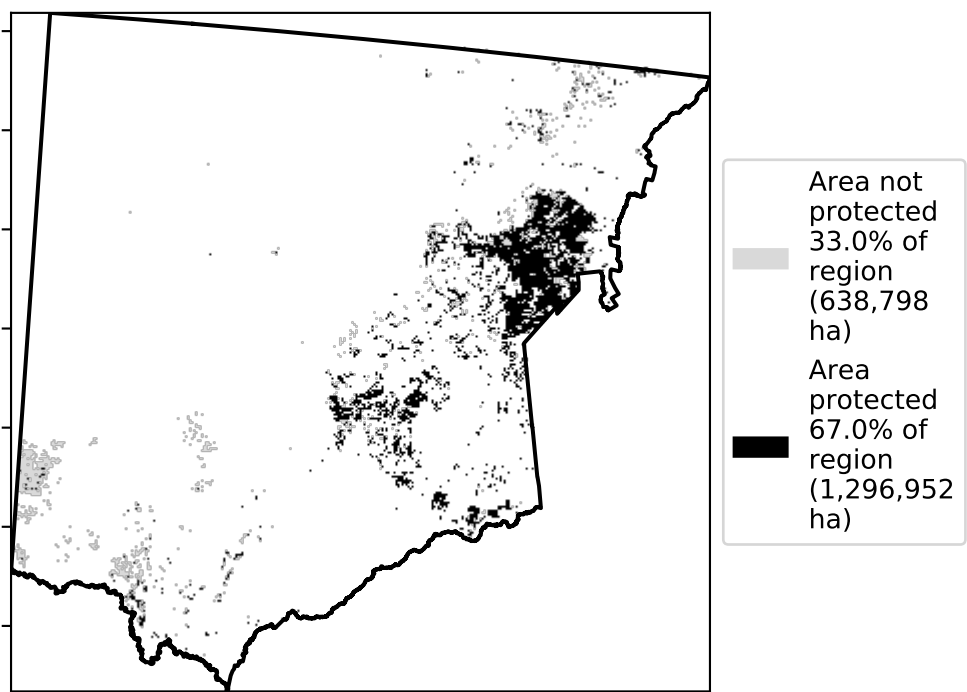 Area not
protected
33.0% of
region
(638,798
ha)
Area
protected
67.0% of
region
(1,296,952
ha)